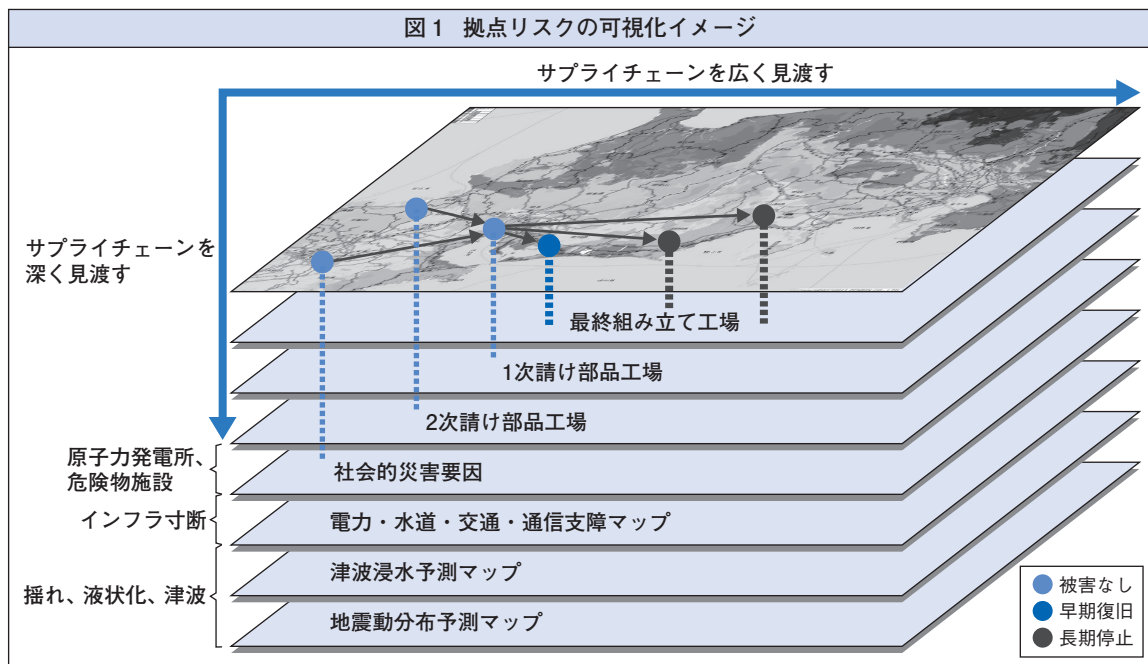 図1 拠点リスクの可視化イメージ
サプライチェーンを広く見渡す
サプライチェーンを
深く見渡す
最終組み立て工場
1次請け部品工場
2次請け部品工場
原子力発電所、
危険物施設
社会的災害要因
インフラ寸断
電力・水道・交通・通信支障マップ
津波浸水予測マップ
揺れ、液状化、津波
地震動分布予測マップ
被害なし
早期復旧
長期停止